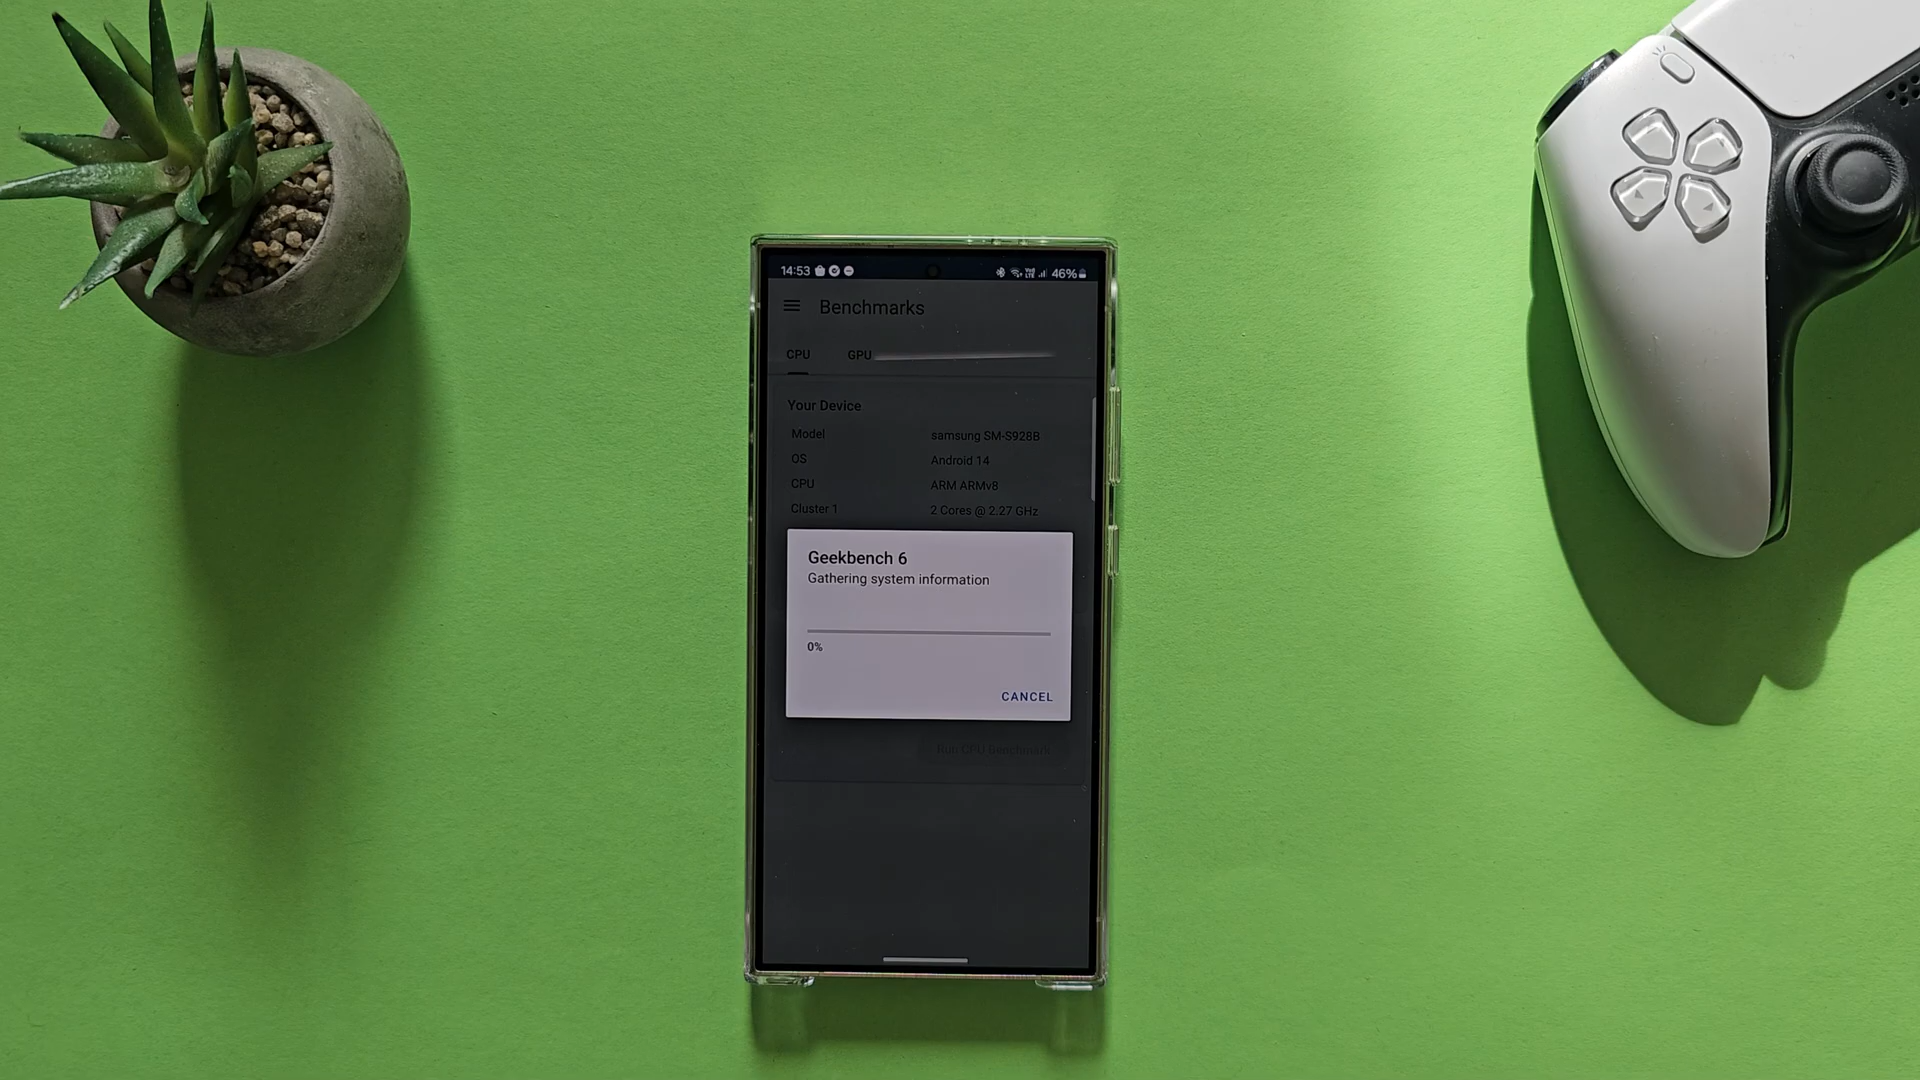 14:53 46%
Benchmarks
CPU GPU
Your Device
Model samsung SM-S928B
OS Android 14
CPU ARM ARMv8
Cluster 1 2 Cores @ 2.27 GHz
Geekbench 6
Gathering system information
0%
CANCEL
Run CPU Benchmark